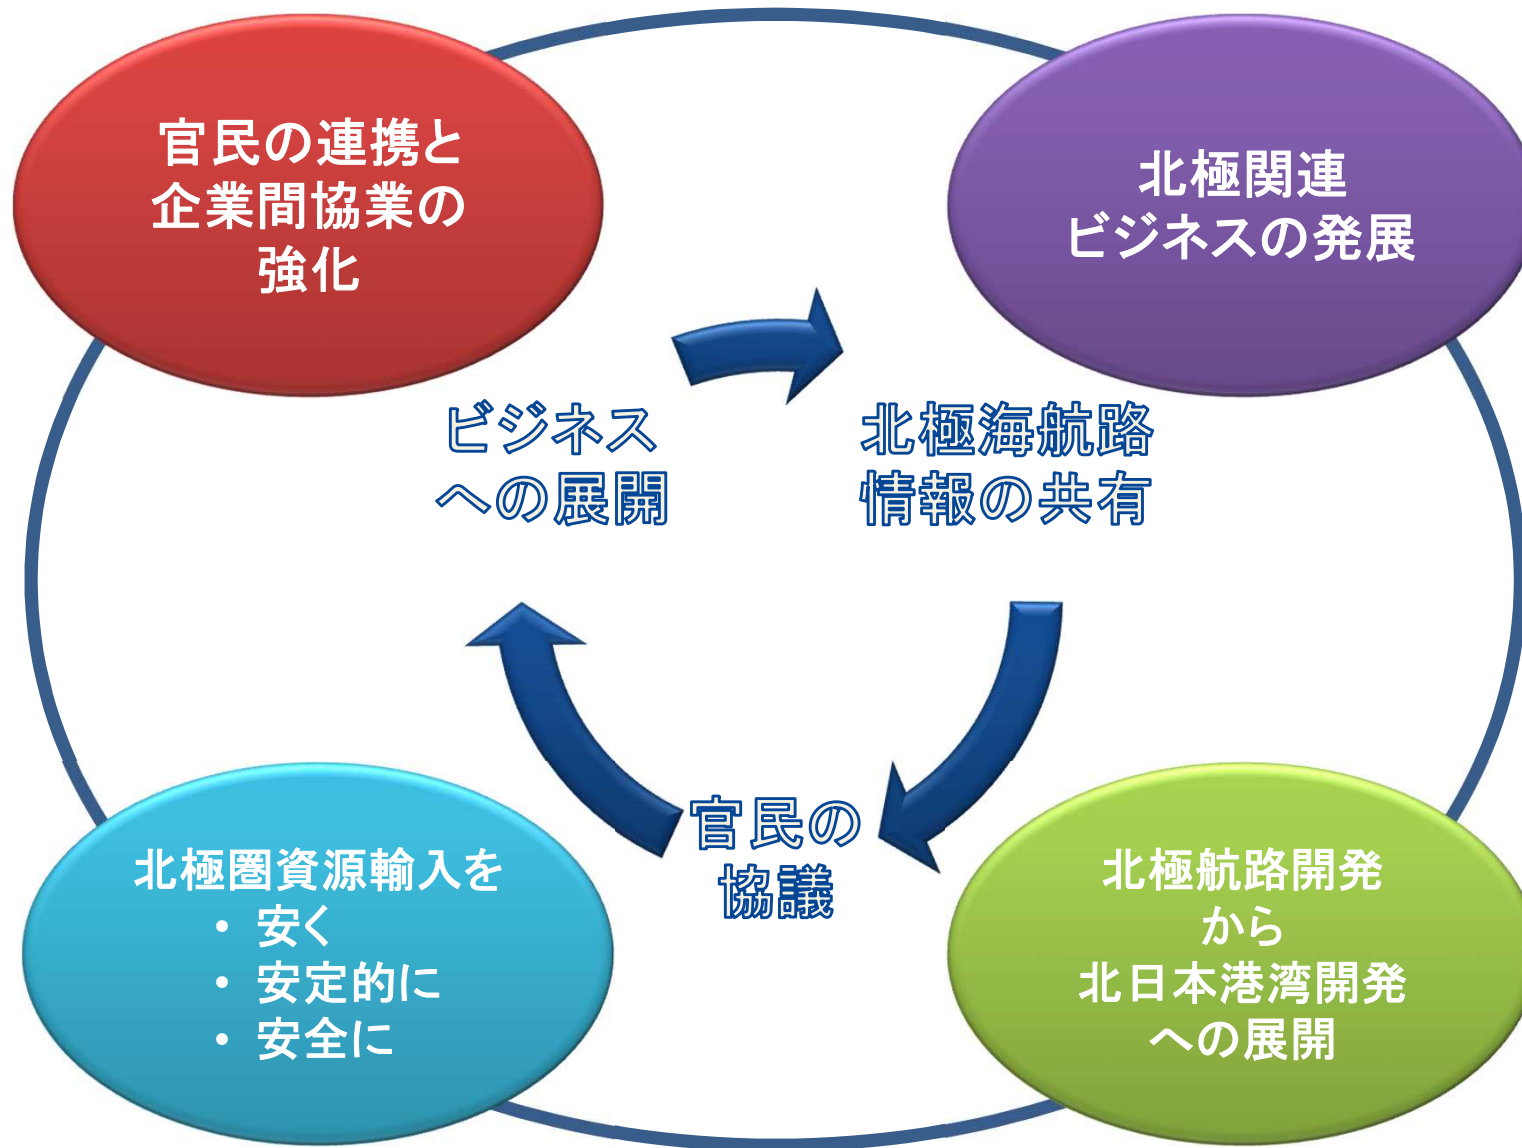 官民の連携と
企業間協業の
強化
北極関連
ビジネスの発展
ビジネス
への展開
北極海航路
情報の共有
官民の
協議
北極圏資源輸入を
• 安く
• 安定的に
• 安全に
北極航路開発
から
北日本港湾開発
への展開